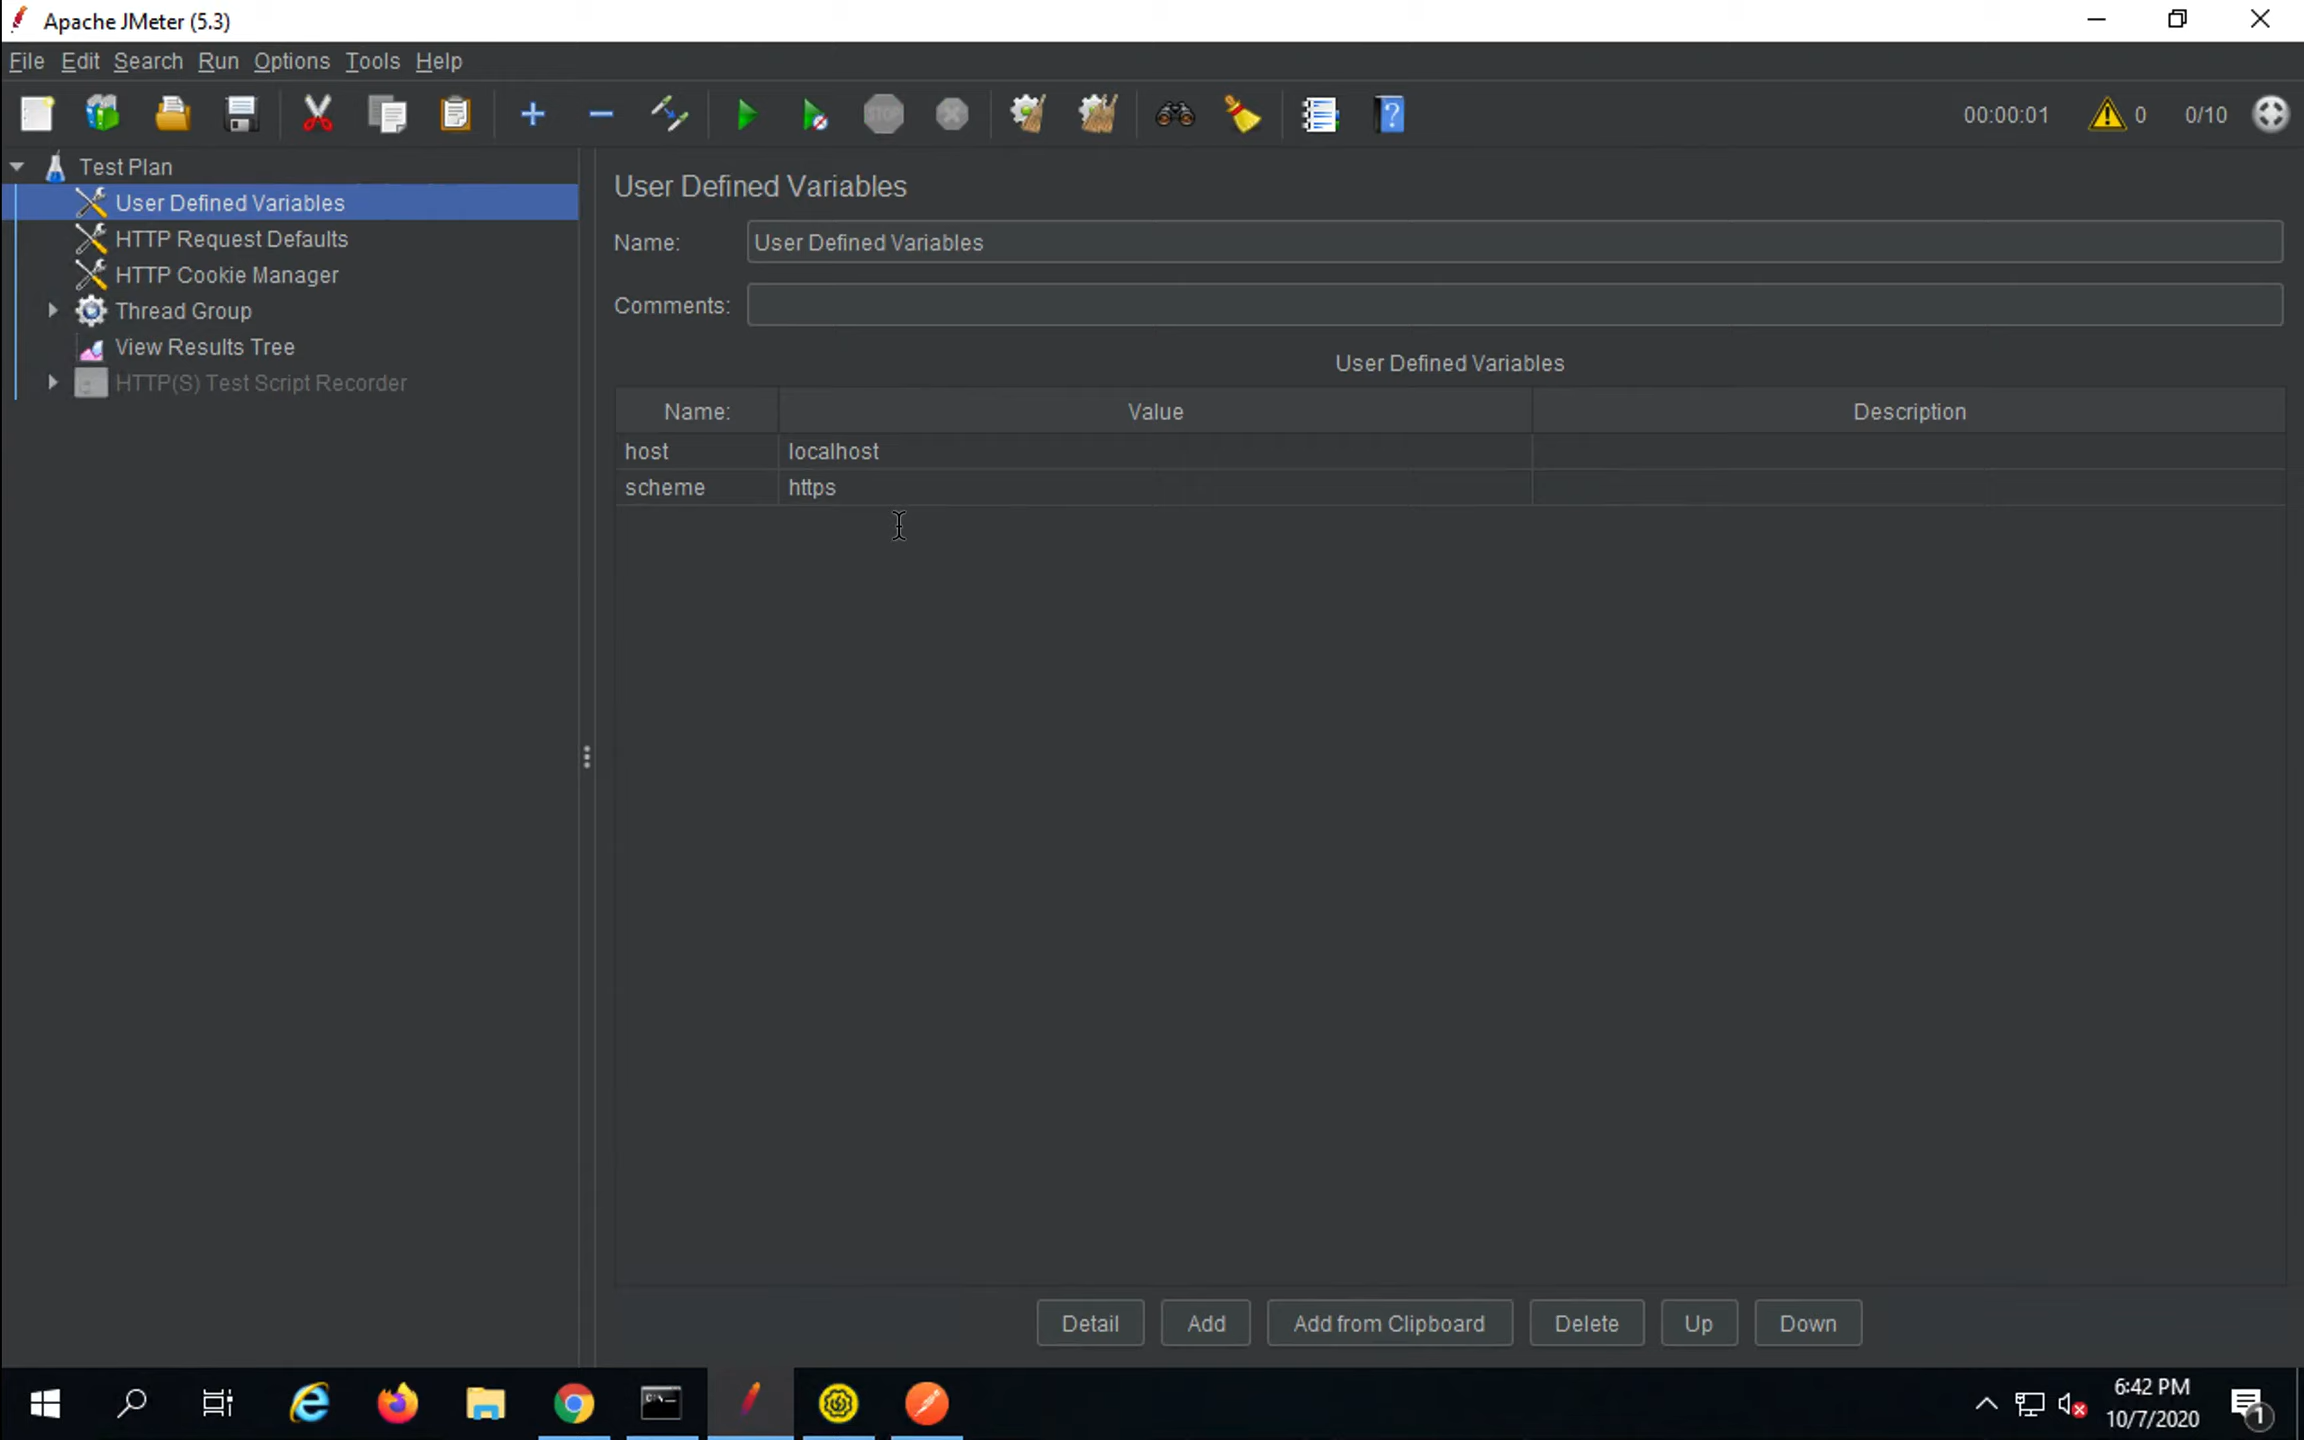 Apache JMeter (5.3)
File Edit Search Run Options Tools Help
STOP
?
00:00:01 0 0/10
Test Plan
User Defined Variables
HTTP Request Defaults
HTTP Cookie Manager
Thread Group
View Results Tree
HTTP(S) Test Script Recorder
User Defined Variables
Name: User Defined Variables
Comments:
User Defined Variables
Name: Value Description
host localhost
scheme https
Detail Add Add from Clipboard Delete Up Down
6:42 PM
10/7/2020
1